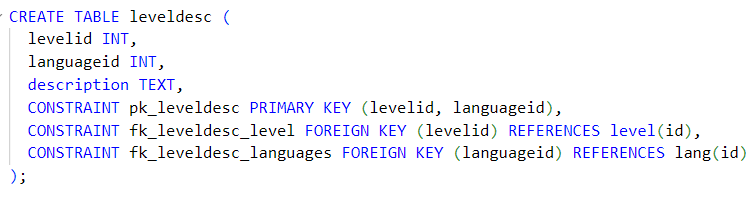 CREATE TABLE leveldesc (
  levelid INT,
  languageid INT,
  description TEXT,
  CONSTRAINT pk_leveldesc PRIMARY KEY (levelid, languageid),
  CONSTRAINT fk_leveldesc_level FOREIGN KEY (levelid) REFERENCES level(id),
  CONSTRAINT fk_leveldesc_languages FOREIGN KEY (languageid) REFERENCES lang(id)
);